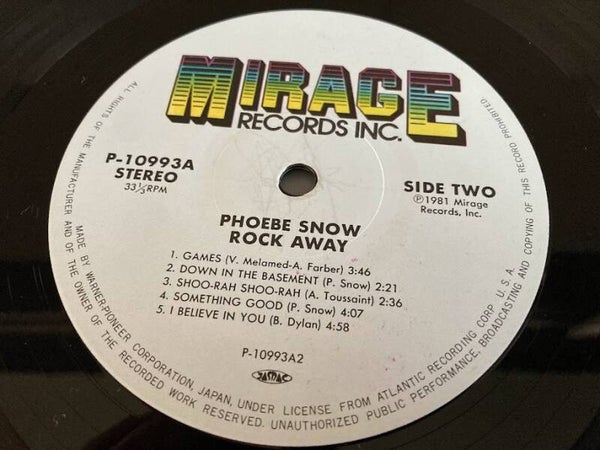 MIRAGE
RECORDS INC.
P-10993A
STEREO
33⅓RPM
SIDE TWO
Ⓟ1981 Mirage
Records, Inc.
PHOEBE SNOW
ROCK AWAY
1. GAMES (V. Melamed-A. Farber) 3:46
2. DOWN IN THE BASEMENT (P. Snow) 2:21
3. SHOO-RAH SHOO-RAH (A. Toussaint) 2:36
4. SOMETHING GOOD (P. Snow) 4:07
5. I BELIEVE IN YOU (B. Dylan) 4:58
P-10993A2
JASRAC
MADE BY WARNER-PIONEER CORPORATION, JAPAN, UNDER LICENSE FROM ATLANTIC RECORDING CORP. U.S.A.
ALL RIGHTS OF THE MANUFACTURER AND OF THE OWNER OF THE RECORDED WORK RESERVED. UNAUTHORIZED PUBLIC PERFORMANCE, BROADCASTING AND COPYING OF THIS RECORD PROHIBITED